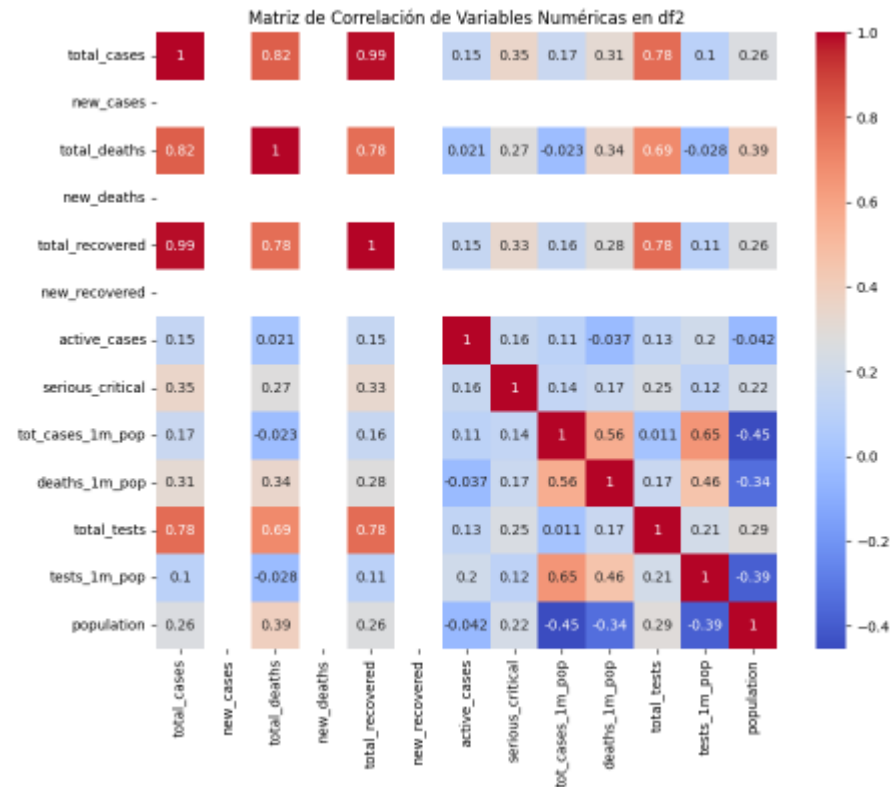 Matriz de Correlación de Variables Numéricas en df2
total_cases 1 0.82 0.99 0.15 0.35 0.17 0.31 0.78 0.1 0.26
new_cases
total_deaths 0.82 1 0.78 0.021 0.27 -0.023 0.34 0.69 -0.028 0.39
new_deaths
total_recovered 0.99 0.78 1 0.15 0.33 0.16 0.28 0.78 0.11 0.26
new_recovered
active_cases 0.15 0.021 0.15 1 0.16 0.11 -0.037 0.13 0.2 -0.042
serious_critical 0.35 0.27 0.33 0.16 1 0.14 0.17 0.25 0.12 0.22
tot_cases_1m_pop 0.17 -0.023 0.16 0.11 0.14 1 0.56 0.011 0.65 -0.45
deaths_1m_pop 0.31 0.34 0.28 -0.037 0.17 0.56 1 0.17 0.46 -0.34
total_tests 0.78 0.69 0.78 0.13 0.25 0.011 0.17 1 0.21 0.29
tests_1m_pop 0.1 -0.028 0.11 0.2 0.12 0.65 0.46 0.21 1 -0.39
population 0.26 0.39 0.26 -0.042 0.22 -0.45 -0.34 0.29 -0.39 1
total_cases
new_cases
total_deaths
new_deaths
total_recovered
new_recovered
active_cases
serious_critical
tot_cases_1m_pop
deaths_1m_pop
total_tests
tests_1m_pop
population
1.0
0.8
0.6
0.4
0.2
0.0
-0.2
-0.4